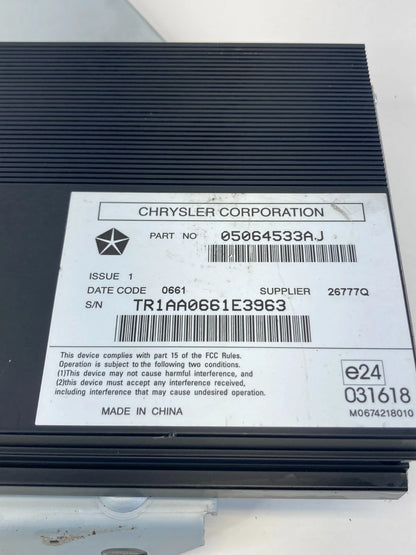 CHRYSLER CORPORATION
PART NO 05064533AJ
ISSUE 1
DATE CODE 0661 SUPPLIER 26777Q
S/N TR1AA0661E3963
This device complies with part 15 of the FCC Rules.
Operation is subject to the following two conditions.
(1)This device may not cause harmful interference, and
(2)this device must accept any interference received,
including interference that may cause undesired operation.
e24
031618
MADE IN CHINA
M0674218010